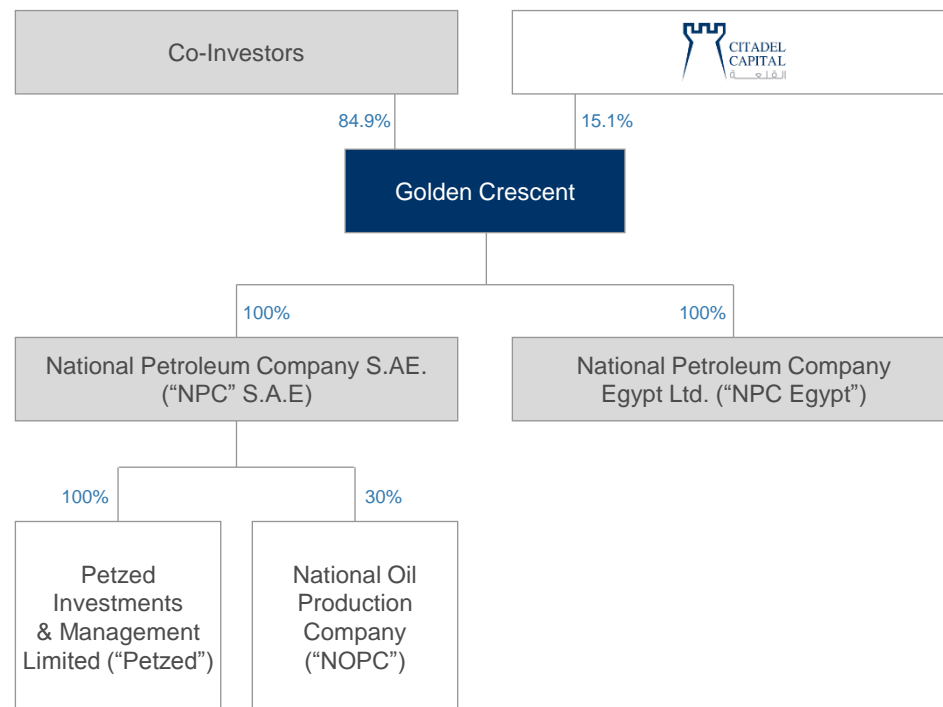 Co-Investors
CITADEL
CAPITAL
القلعة
84.9%
15.1%
Golden Crescent
100%
100%
National Petroleum Company S.AE.
(“NPC” S.A.E)
National Petroleum Company
Egypt Ltd. (“NPC Egypt”)
100%
30%
Petzed
Investments
& Management
Limited (“Petzed”)
National Oil
Production
Company
(“NOPC”)